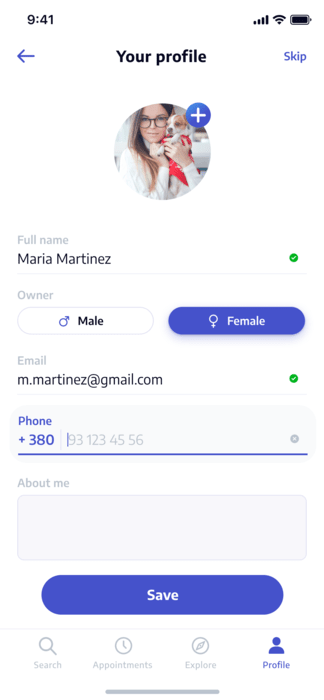 9:41
Your profile
Skip
Full name
Maria Martinez
Owner
Male
Female
Email
m.martinez@gmail.com
Phone
+ 380 93 123 45 56
About me
Save
Search
Appointments
Explore
Profile